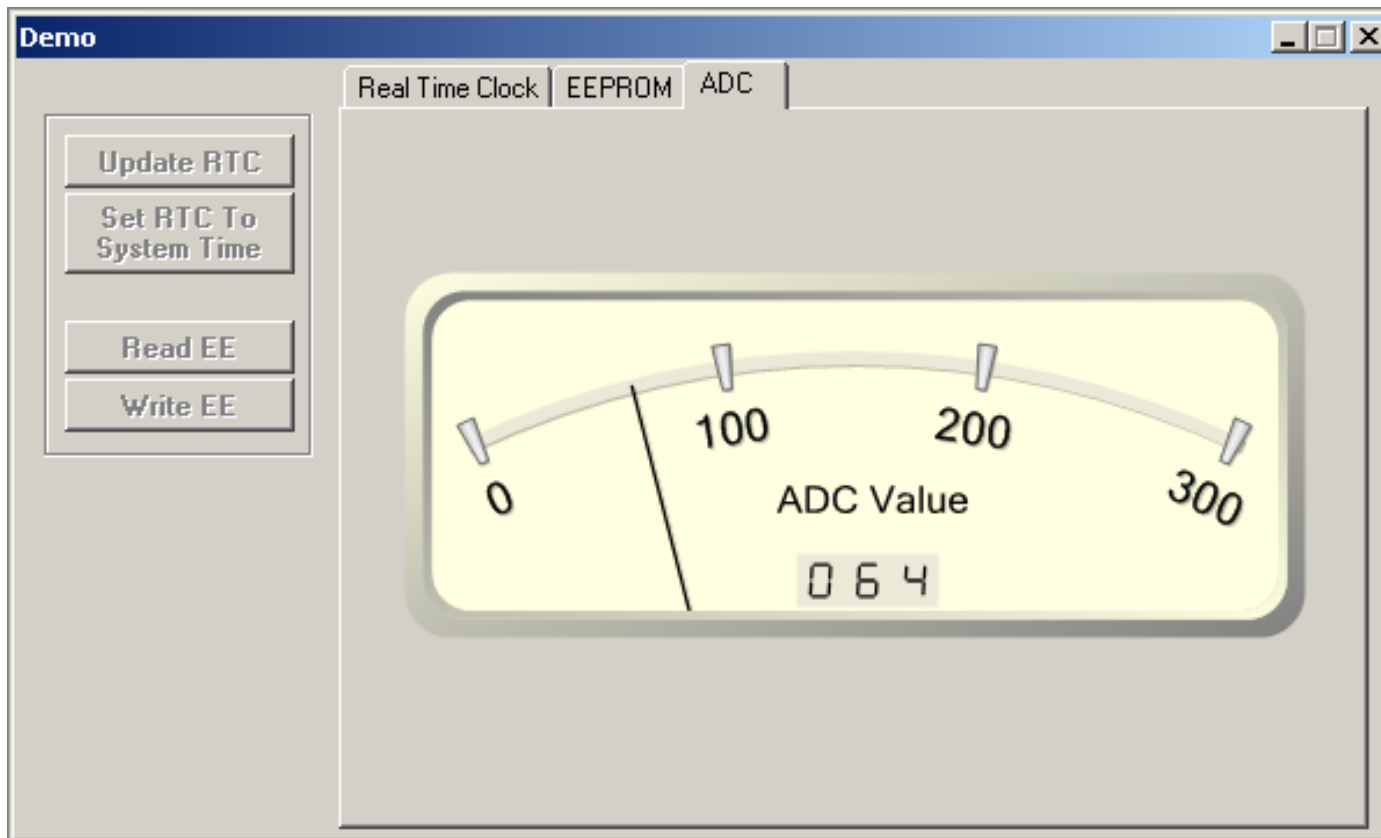 Demo
Real Time Clock EEPROM ADC
Update RTC
Set RTC To
System Time
Read EE
Write EE
0 100 200 300
ADC Value
064